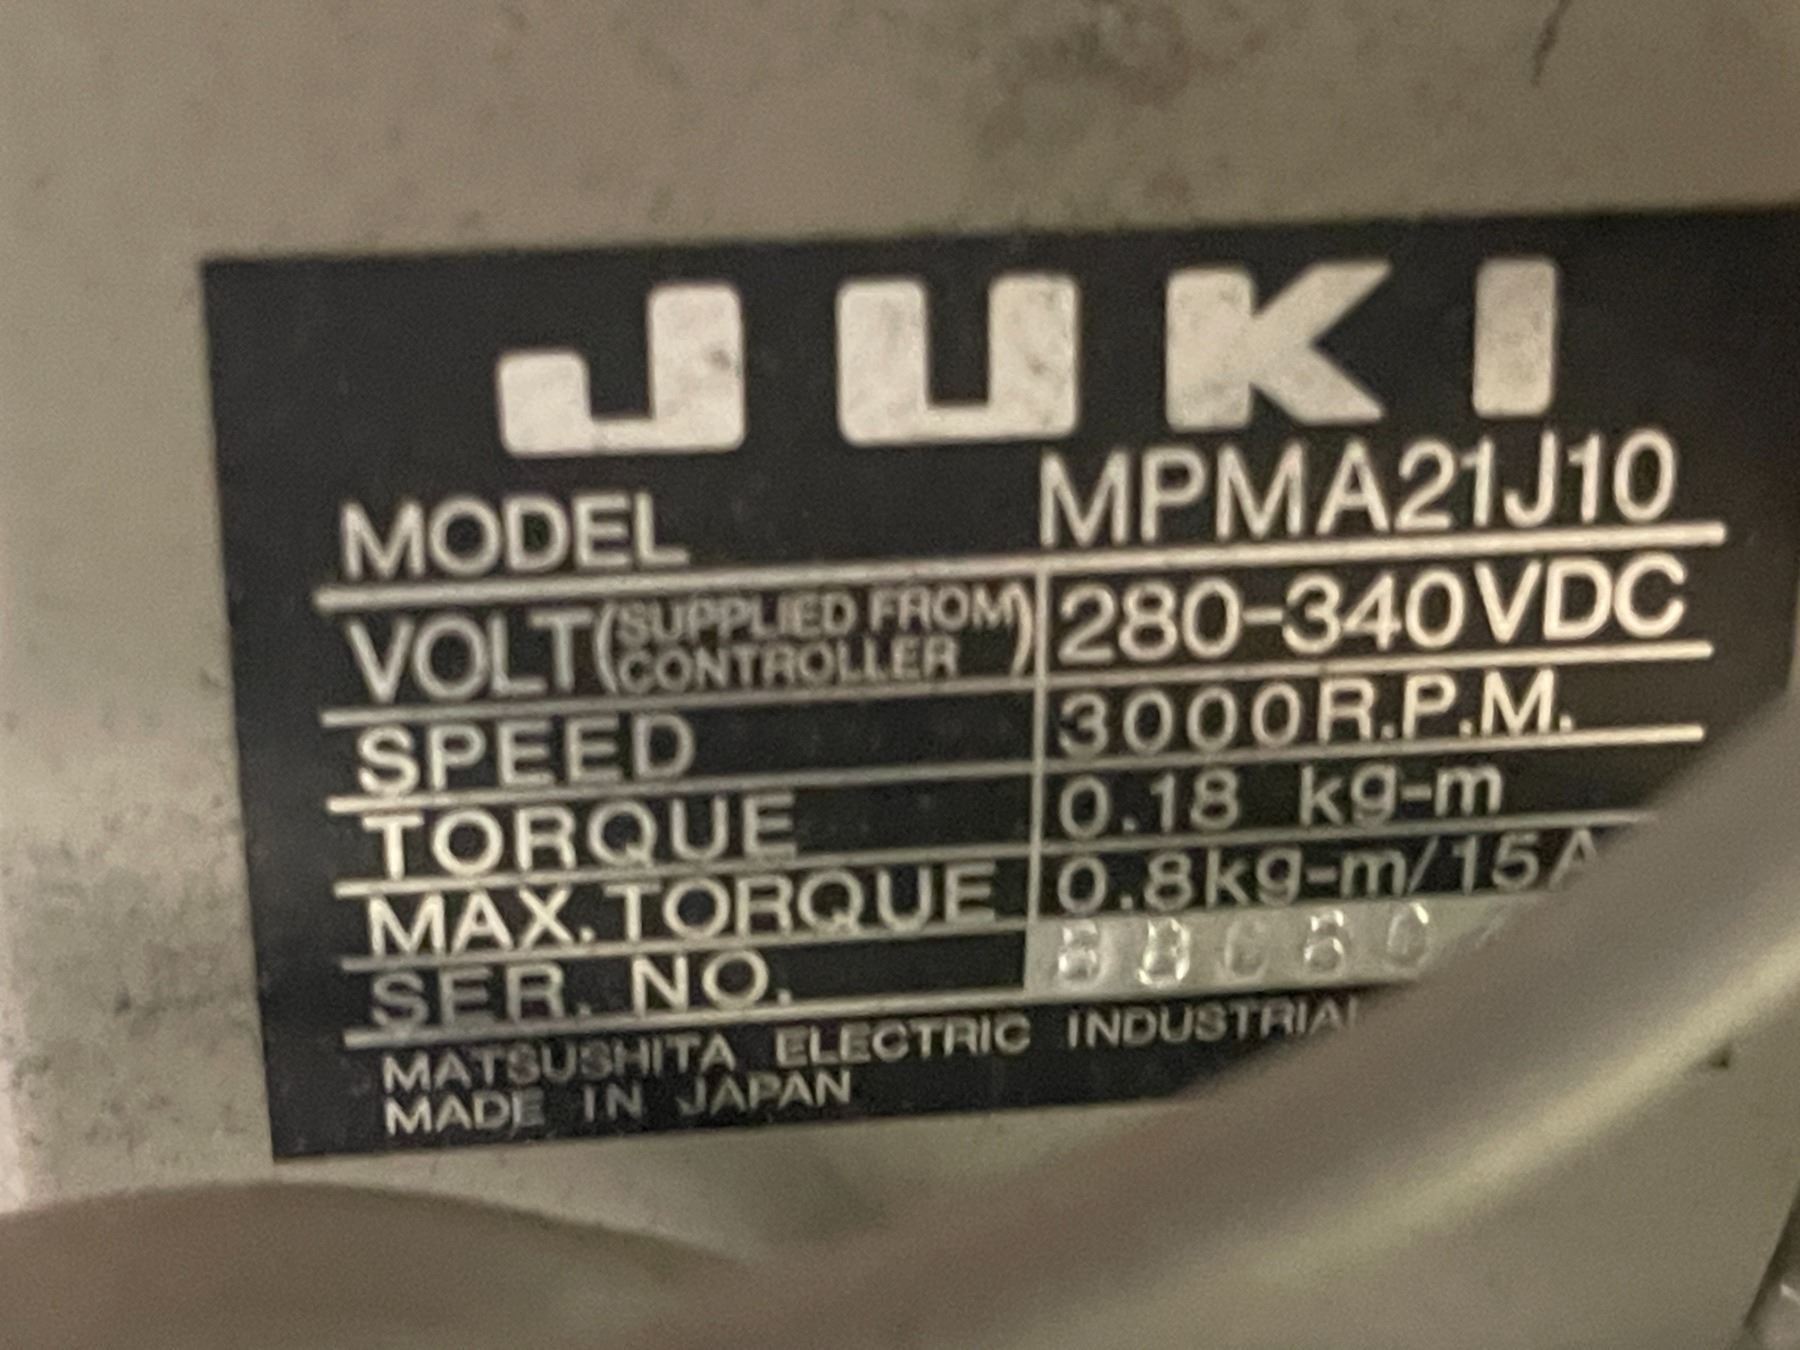 JUKI
MODEL MPMA21J10
VOLT (SUPPLIED FROM CONTROLLER) 280-340VDC
SPEED 3000R.P.M.
TORQUE 0.18 kg-m
MAX. TORQUE 0.8kg-m/15A
SER. NO.
MATSUSHITA ELECTRIC INDUSTRIAL
MADE IN JAPAN